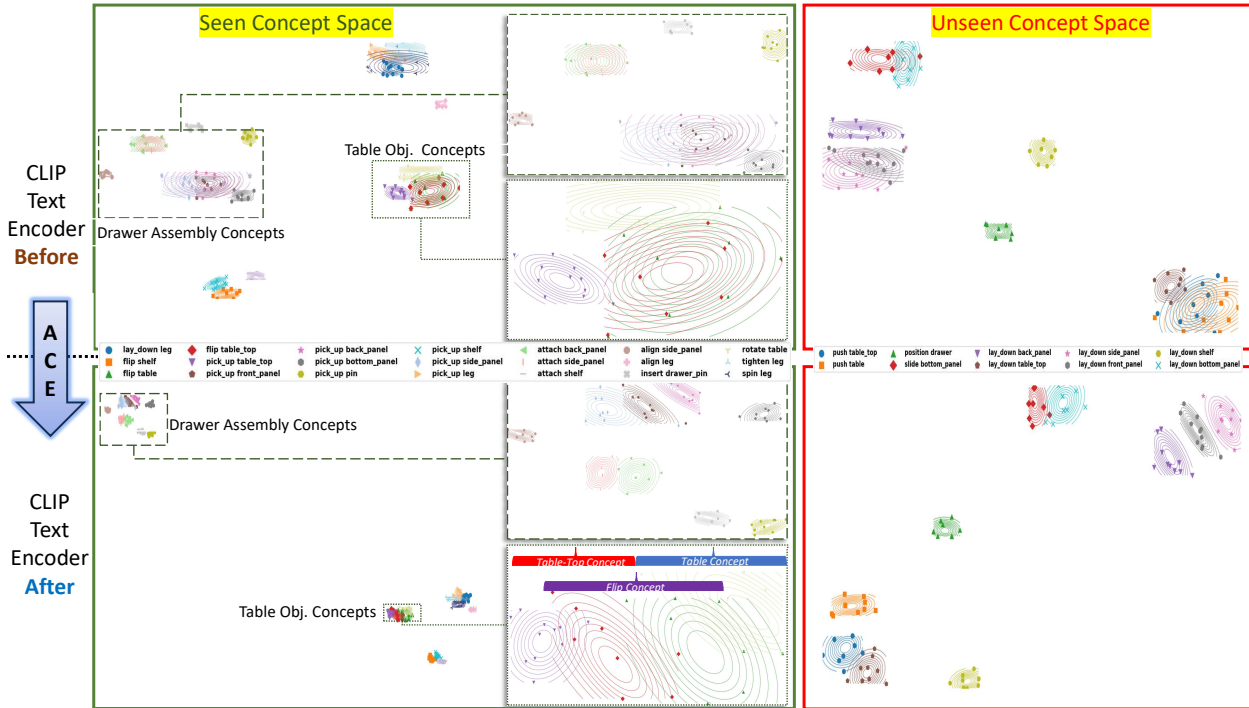 Seen Concept Space
Unseen Concept Space
Table Obj. Concepts
CLIP
Text
Encoder
Before
Drawer Assembly Concepts
A
C
E
lay_down leg
flip table_top
pick_up back_panel
pick_up shelf
attach back_panel
align side_panel
rotate table
flip shelf
pick_up table_top
pick_up bottom_panel
pick_up side_panel
attach side_panel
align leg
tighten leg
flip table
pick_up front_panel
pick_up pin
pick_up leg
attach shelf
insert drawer_pin
spin leg
push table_top
position drawer
lay_down back_panel
lay_down side_panel
lay_down shelf
push table
slide bottom_panel
lay_down table_top
lay_down front_panel
lay_down bottom_panel
Drawer Assembly Concepts
CLIP
Text
Encoder
After
Table-Top Concept
Table Concept
Flip Concept
Table Obj. Concepts